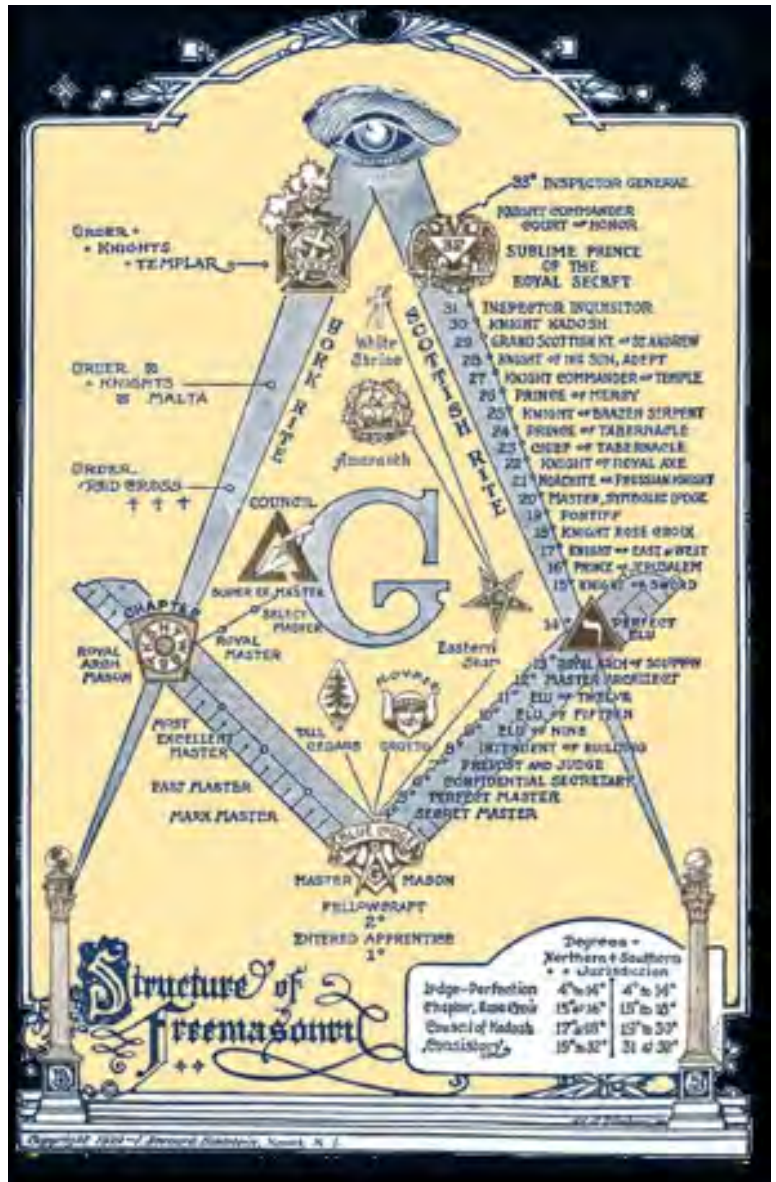 33° INSPECTOR GENERAL
KNIGHT COMMANDER
COURT OF HONOR
32
SUBLIME PRINCE
OF THE
ROYAL SECRET
ORDER
KNIGHTS
TEMPLAR
YORK RITE
SCOTTISH RITE
White
Shrine
31° INSPECTOR INQUISITOR
30° KNIGHT KADOSH
29° GRAND SCOTTISH KT. OF ST. ANDREW
28° KNIGHT OF THE SUN, ADEPT
27° KNIGHT COMMANDER OF TEMPLE
26° PRINCE OF MERCY
25° KNIGHT OF BRAZEN SERPENT
24° PRINCE OF TABERNACLE
23° CHIEF OF TABERNACLE
22° KNIGHT OF ROYAL AXE
21° NOACHITE OR PRUSSIAN KNIGHT
20° MASTER, SYMBOLIC LODGE
19° PONTIFF
18° KNIGHT ROSE CROIX
17° KNIGHT OF EAST & WEST
16° PRINCE OF JERUSALEM
15° KNIGHT OF SWORD
14° PERFECT
ELU
13° ROYAL ARCH OF SOLOMON
12° MASTER ARCHITECT
11° ELU OF TWELVE
10° ELU OF FIFTEEN
9° ELU OF NINE
8° INTENDENT OF BUILDING
7° PROVOST AND JUDGE
6° CONFIDENTIAL SECRETARY
5° PERFECT MASTER
4° SECRET MASTER
ORDER
KNIGHTS
MALTA
Amaranth
ORDER
RED CROSS
COUNCIL
G
SUPER EX. MASTER
SELECT
MASTER
ROYAL
MASTER
CHAPTER
ROYAL
ARCH
MASON
Eastern
Star
MOST
EXCELLENT
MASTER
PAST MASTER
MARK MASTER
TALL
CEDARS
MOVPER
GROTTO
BLUE LODGE
G
MASTER MASON
FELLOWCRAFT
2°
ENTERED APPRENTICE
1°
Structure of
Freemasonry
Degrees
Northern & Southern
Jurisdiction
Lodge-Perfection 4° to 14° 4° to 14°
Chapter, Rose Croix 15° & 16° 15° to 18°
Council of Kadosh 17° & 18° 19° to 30°
Consistory 19° to 32° 31 & 32°
B
J
Copyright Newark N. J.